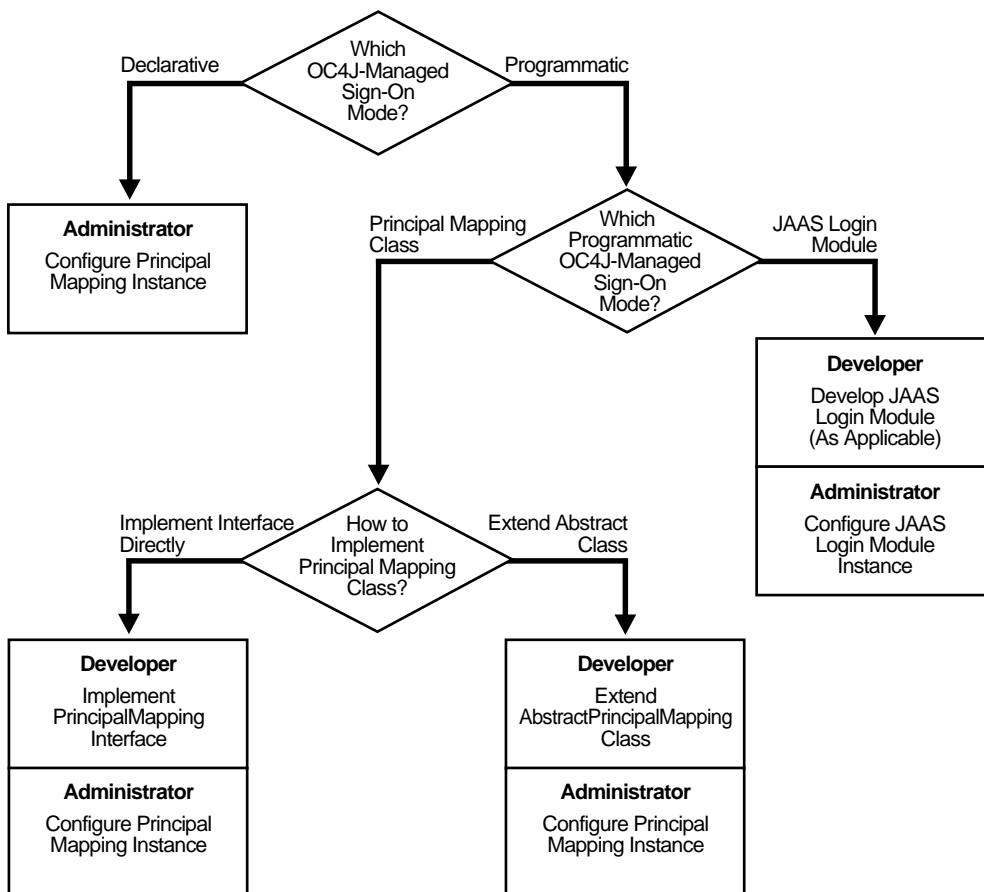 Which
OC4J-Managed
Sign-On
Mode?
Declarative
Programmatic
Administrator
Configure Principal
Mapping Instance
Principal Mapping
Class
Which
Programmatic
OC4J-Managed
Sign-On
Mode?
JAAS Login
Module
Developer
Develop JAAS
Login Module
(As Applicable)
Administrator
Configure JAAS
Login Module
Instance
Implement Interface
Directly
How to
Implement
Principal Mapping
Class?
Extend Abstract
Class
Developer
Implement
PrincipalMapping
Interface
Administrator
Configure Principal
Mapping Instance
Developer
Extend
AbstractPrincipalMapping
Class
Administrator
Configure Principal
Mapping Instance